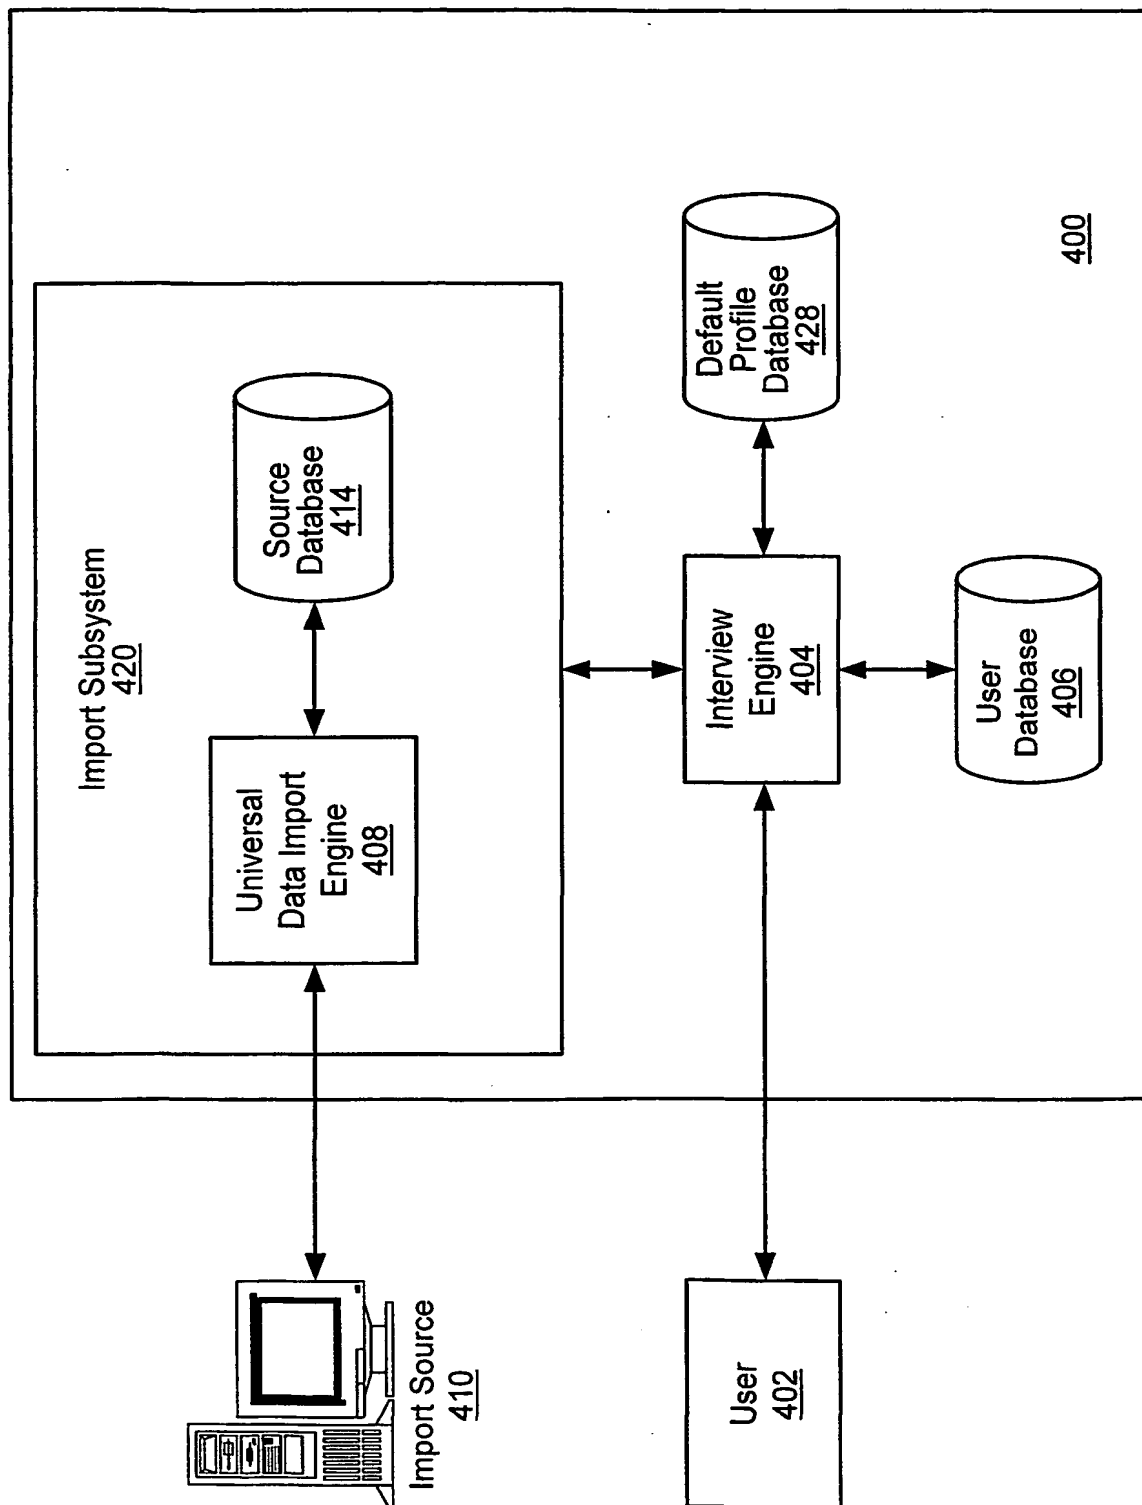 Import Subsystem
420
Universal
Data Import
Engine
408
Source
Database
414
Import Source
410
User
402
Interview
Engine
404
Default
Profile
Database
428
User
Database
406
400